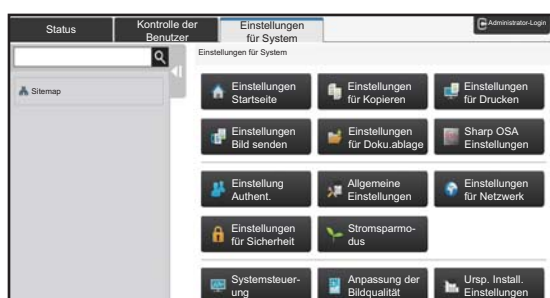 Status
Kontrolle der
Benutzer
Einstellungen
für System
Administrator-Login
Einstellungen für System
Sitemap
Einstellungen
Startseite
Einstellungen
für Kopieren
Einstellungen
für Drucken
Einstellungen
Bild senden
Einstellungen
für Doku.ablage
Sharp OSA
Einstellungen
Einstellung
Authent.
Allgemeine
Einstellungen
Einstellungen
für Netzwerk
Einstellungen
für Sicherheit
Stromsparmo-
dus
Systemsteuer-
ung
Anpassung der
Bildqualität
Ursp. Install.
Einstellungen